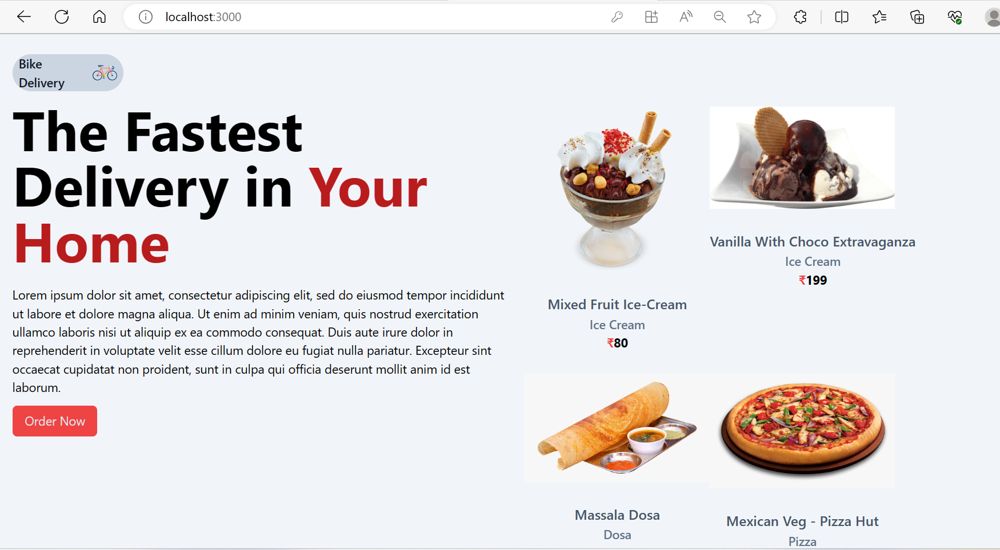 localhost:3000
Bike
Delivery
The Fastest
Delivery in Your
Home
Lorem ipsum dolor sit amet, consectetur adipiscing elit, sed do eiusmod tempor incididunt
ut labore et dolore magna aliqua. Ut enim ad minim veniam, quis nostrud exercitation
ullamco laboris nisi ut aliquip ex ea commodo consequat. Duis aute irure dolor in
reprehenderit in voluptate velit esse cillum dolore eu fugiat nulla pariatur. Excepteur sint
occaecat cupidatat non proident, sunt in culpa qui officia deserunt mollit anim id est
laborum.
Order Now
Mixed Fruit Ice-Cream
Ice Cream
₹80
Vanilla With Choco Extravaganza
Ice Cream
₹199
Massala Dosa
Dosa
Mexican Veg - Pizza Hut
Pizza